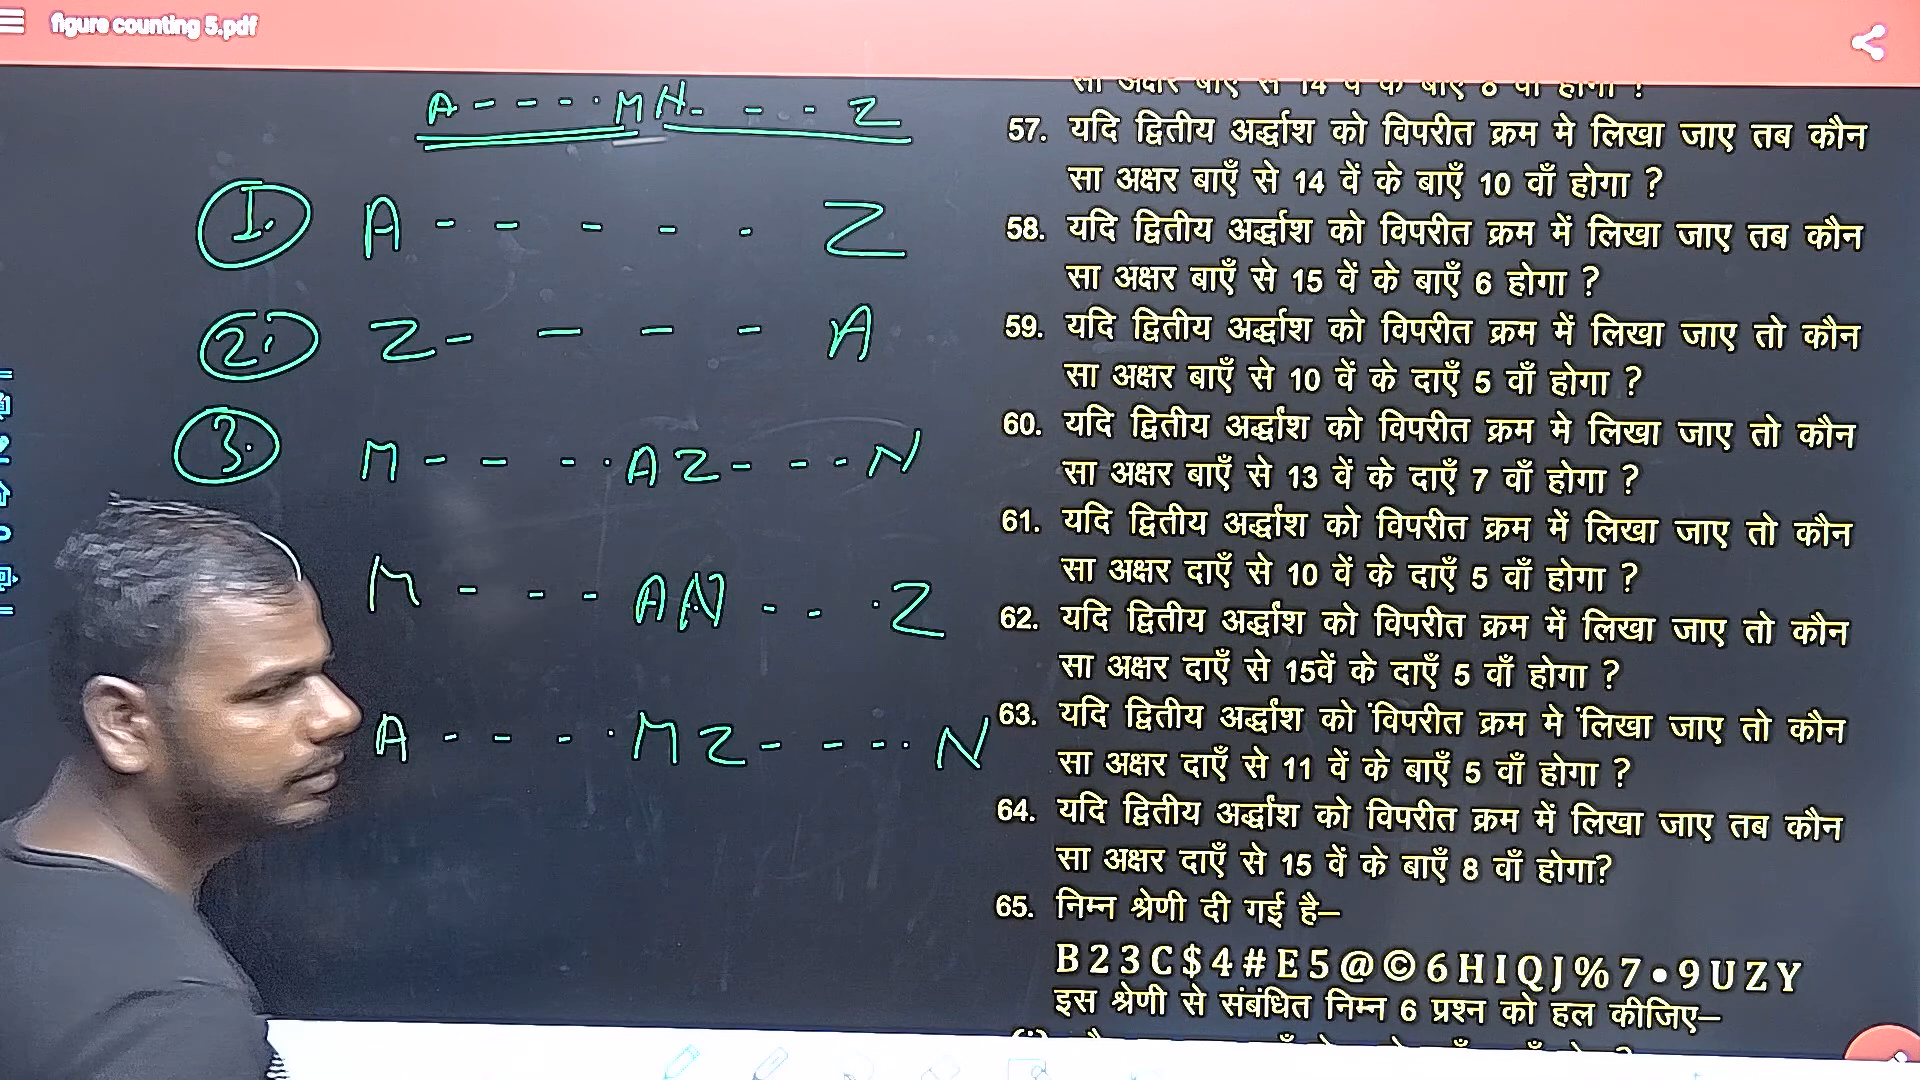 figure counting 5.pdf
A - - - - . M N - - - - Z
1. A - - - - - Z
2. Z - - - - A
3. M - - - . A Z - - - - N
M - - - A N - - . Z
A - - - . M Z - - - . N
सा अक्षर बाएँ से 14 वें के बाएँ 8 वाँ होगा ?
57. यदि द्वितीय अर्द्धाश को विपरीत क्रम मे लिखा जाए तब कौन
सा अक्षर बाएँ से 14 वें के बाएँ 10 वाँ होगा ?
58. यदि द्वितीय अर्द्धाश को विपरीत क्रम में लिखा जाए तब कौन
सा अक्षर बाएँ से 15 वें के बाएँ 6 होगा ?
59. यदि द्वितीय अर्द्धाश को विपरीत क्रम में लिखा जाए तो कौन
सा अक्षर बाएँ से 10 वें के दाएँ 5 वाँ होगा ?
60. यदि द्वितीय अर्द्धांश को विपरीत क्रम मे लिखा जाए तो कौन
सा अक्षर बाएँ से 13 वें के दाएँ 7 वाँ होगा ?
61. यदि द्वितीय अर्द्धांश को विपरीत क्रम में लिखा जाए तो कौन
सा अक्षर दाएँ से 10 वें के दाएँ 5 वाँ होगा ?
62. यदि द्वितीय अर्द्धांश को विपरीत क्रम में लिखा जाए तो कौन
सा अक्षर दाएँ से 15वें के दाएँ 5 वाँ होगा ?
63. यदि द्वितीय अर्द्धांश को विपरीत क्रम मे लिखा जाए तो कौन
सा अक्षर दाएँ से 11 वें के बाएँ 5 वाँ होगा ?
64. यदि द्वितीय अर्द्धांश को विपरीत क्रम में लिखा जाए तब कौन
सा अक्षर दाएँ से 15 वें के बाएँ 8 वाँ होगा?
65. निम्न श्रेणी दी गई है–
B 2 3 C $ 4 # E 5 @ © 6 H I Q J % 7 • 9 U Z Y
इस श्रेणी से संबंधित निम्न 6 प्रश्न को हल कीजिए–